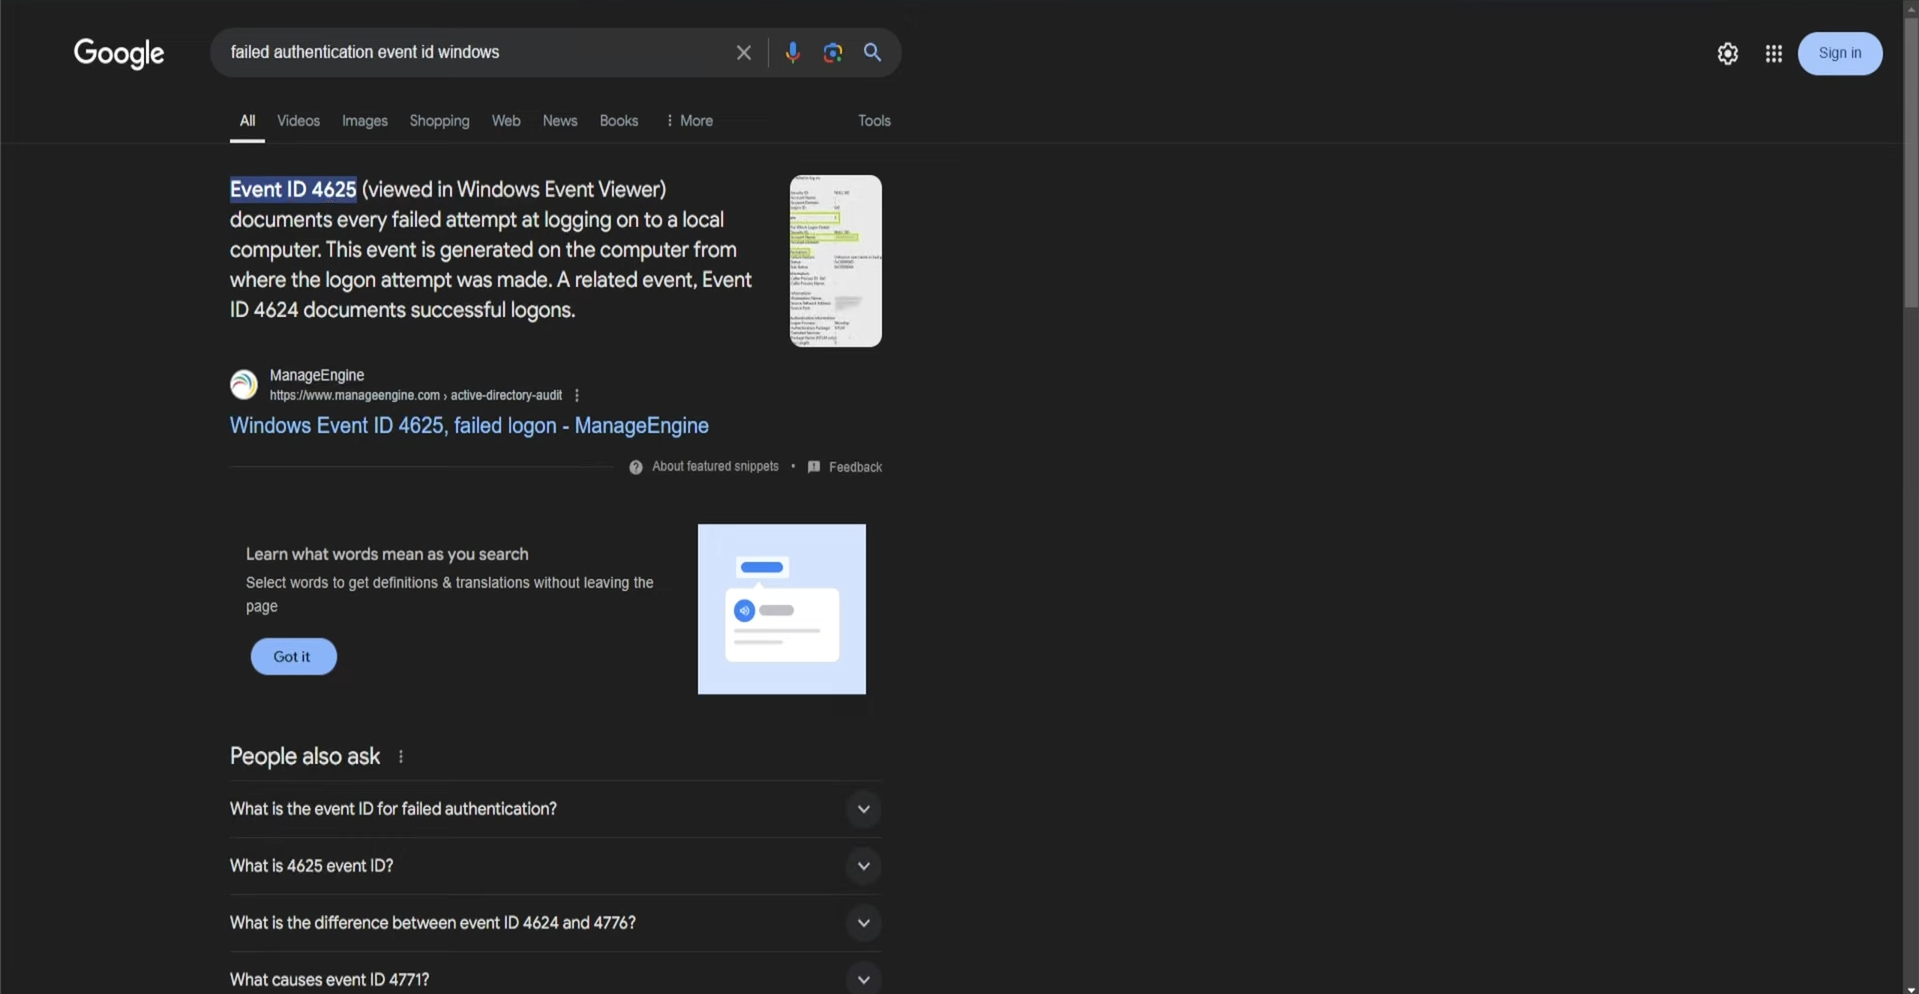 Google
failed authentication event id windows
Sign in
All Videos Images Shopping Web News Books More Tools
Event ID 4625 (viewed in Windows Event Viewer)
documents every failed attempt at logging on to a local
computer. This event is generated on the computer from
where the logon attempt was made. A related event, Event
ID 4624 documents successful logons.
ManageEngine
https://www.manageengine.com › active-directory-audit
Windows Event ID 4625, failed logon - ManageEngine
About featured snippets • Feedback
Learn what words mean as you search
Select words to get definitions & translations without leaving the
page
Got it
People also ask
What is the event ID for failed authentication?
What is 4625 event ID?
What is the difference between event ID 4624 and 4776?
What causes event ID 4771?